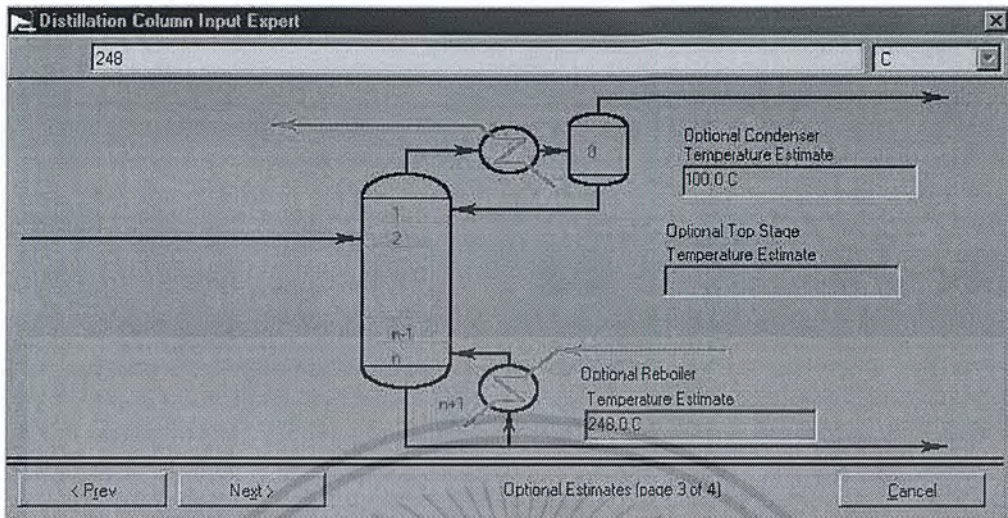 Distillation Column Input Expert
248
C
0
Optional Condenser
Temperature Estimate
100.0 C
1
2
Optional Top Stage
Temperature Estimate
n-1
n
n+1
Optional Reboiler
Temperature Estimate
248.0 C
< Prev
Next >
Optional Estimates (page 3 of 4)
Cancel